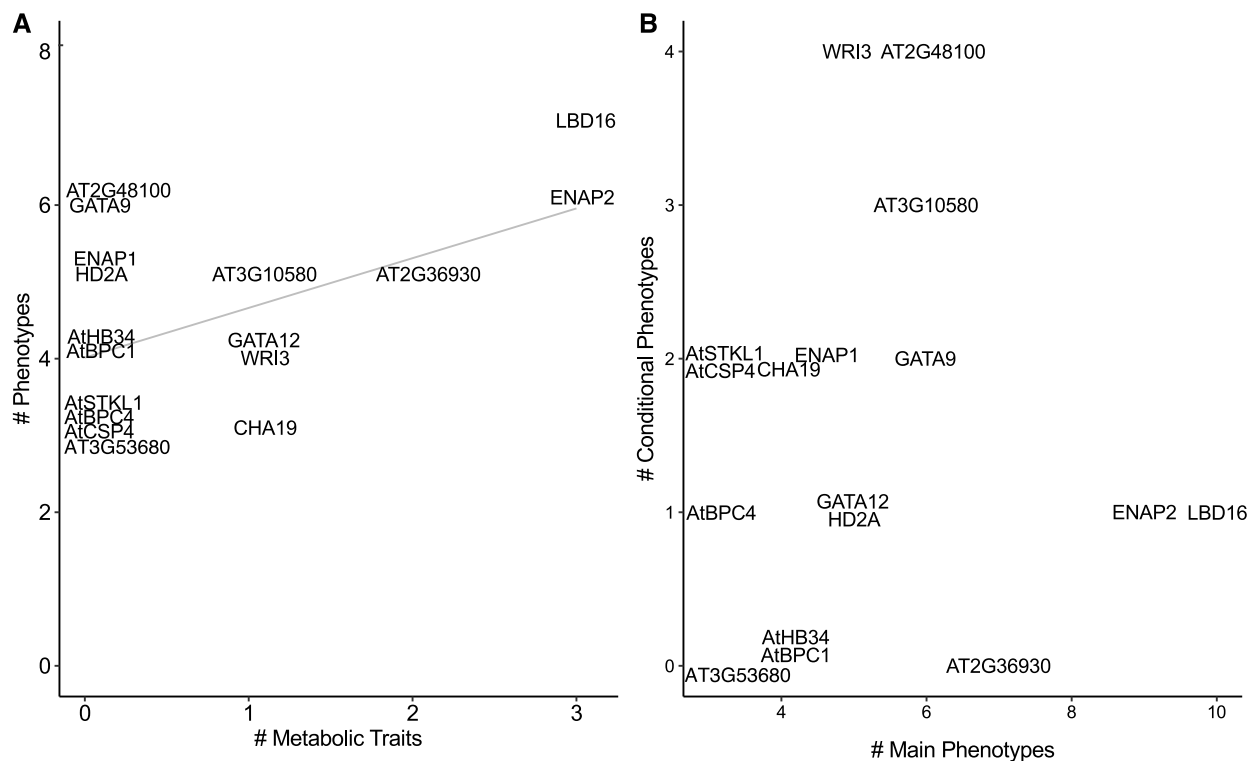 A
# Phenotypes
8
6
4
2
0
LBD16
AT2G48100
ENAP2
GATA9
ENAP1
HD2A
AT3G10580
AT2G36930
AtHB34
AtBPC1
GATA12
WRI3
AtSTKL1
AtBPC4
AtCSP4
AT3G53680
CHA19
0
1
2
3
# Metabolic Traits
B
# Conditional Phenotypes
4
3
2
1
0
WRI3
AT2G48100
AT3G10580
AtSTKL1
AtCSP4
CHA19
ENAP1
GATA9
AtBPC4
GATA12
HD2A
ENAP2
LBD16
AtHB34
AtBPC1
AT3G53680
AT2G36930
4
6
8
10
# Main Phenotypes